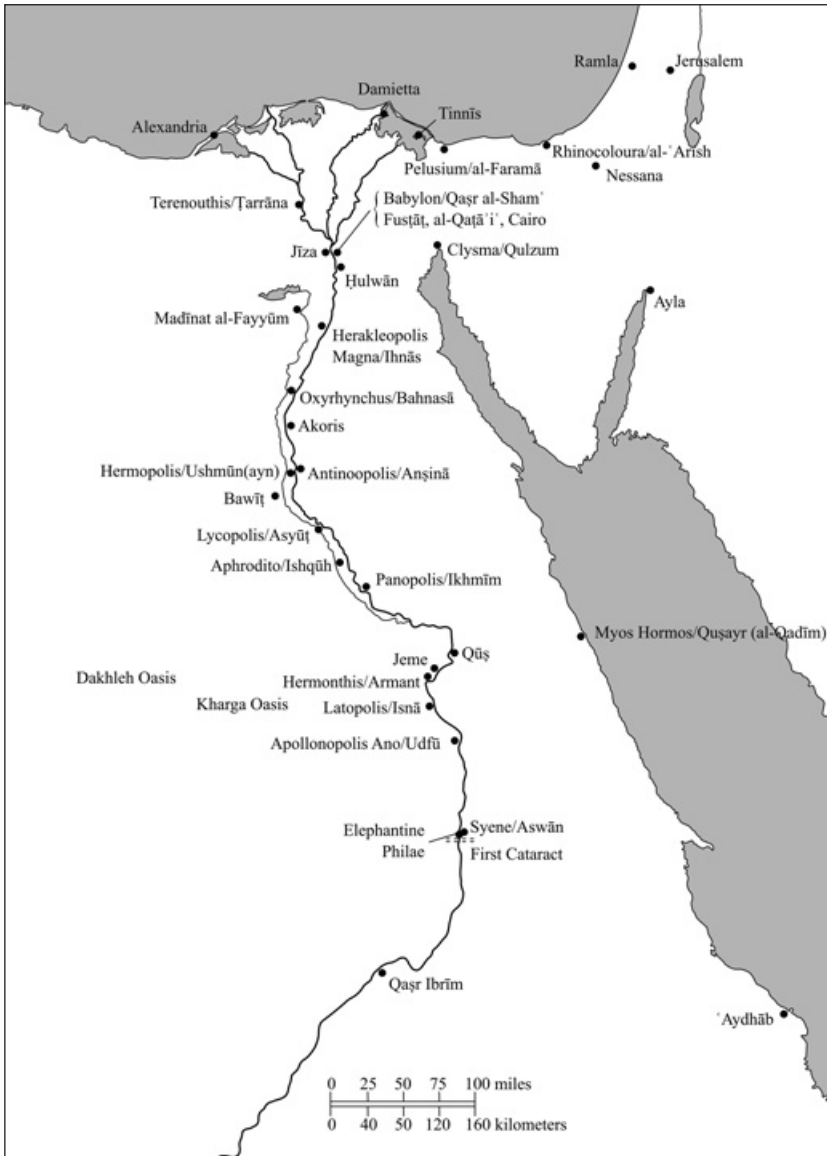 Ramla
Jerusalem
Damietta
Tinnīs
Alexandria
Rhinocoloura/al-ʿArish
Pelusium/al-Faramā
Nessana
Terenouthis/Ṭarrāna
{ Babylon/Qaṣr al-Shamʿ
{ Fusṭāṭ, al-Qaṭāʾiʿ, Cairo
Jīza
Clysma/Qulzum
Ḥulwān
Ayla
Madīnat al-Fayyūm
Herakleopolis
Magna/Ihnās
Oxyrhynchus/Bahnasā
Akoris
Hermopolis/Ushmūn(ayn)
Antinoopolis/Anṣinā
Bawīṭ
Lycopolis/Asyūṭ
Aphrodito/Ishqūh
Panopolis/Ikhmīm
Myos Hormos/Quṣayr (al-Qadīm)
Qūṣ
Jeme
Dakhleh Oasis
Hermonthis/Armant
Kharga Oasis
Latopolis/Isnā
Apollonopolis Ano/Udfū
Elephantine
Syene/Aswān
Philae
First Cataract
Qaṣr Ibrīm
ʿAydhāb
0 25 50 75 100 miles
0 40 50 120 160 kilometers